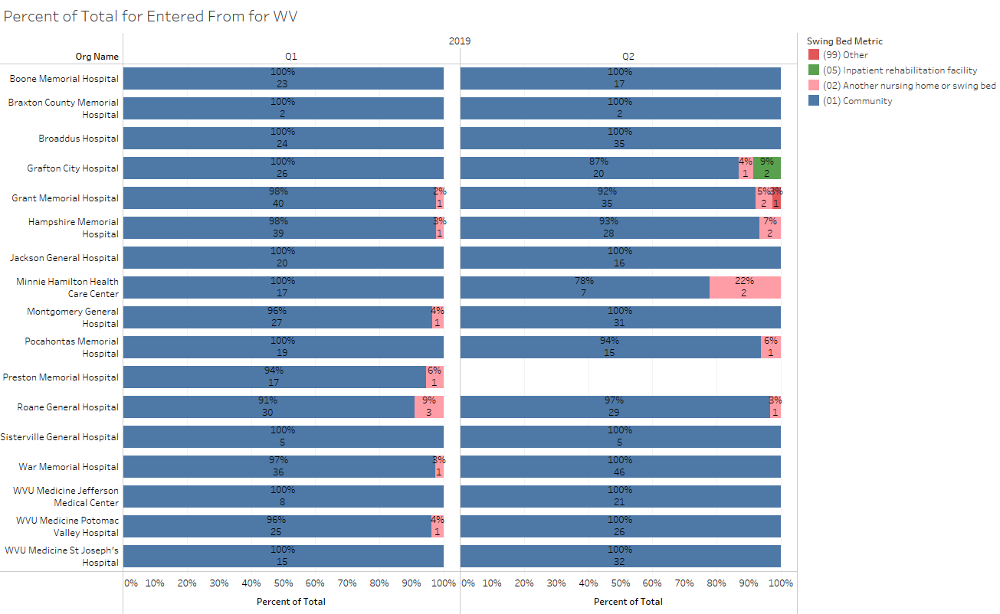 Percent of Total for Entered From for WV
2019
Org Name Q1 Q2
Swing Bed Metric
(99) Other
(05) Inpatient rehabilitation facility
(02) Another nursing home or swing bed
(01) Community
Boone Memorial Hospital
100% 100%
23 17
Braxton County Memorial
Hospital
100% 100%
2 2
Broaddus Hospital
100% 100%
24 35
Grafton City Hospital
100% 87% 4% 9%
26 20 1 2
Grant Memorial Hospital
98% 2% 92% 5% 3%
40 1 35 2 1
Hampshire Memorial
Hospital
98% 3% 93% 7%
39 1 28 2
Jackson General Hospital
100% 100%
20 16
Minnie Hamilton Health
Care Center
100% 78% 22%
17 7 2
Montgomery General
Hospital
96% 4% 100%
27 1 31
Pocahontas Memorial
Hospital
100% 94% 6%
19 15 1
Preston Memorial Hospital
94% 6%
17 1
Roane General Hospital
91% 9% 97% 3%
30 3 29 1
Sisterville General Hospital
100% 100%
5 5
War Memorial Hospital
97% 3% 100%
36 1 46
WVU Medicine Jefferson
Medical Center
100% 100%
8 21
WVU Medicine Potomac
Valley Hospital
96% 4% 100%
25 1 26
WVU Medicine St Joseph's
Hospital
100% 100%
15 32
0% 10% 20% 30% 40% 50% 60% 70% 80% 90% 100% 0% 10% 20% 30% 40% 50% 60% 70% 80% 90% 100%
Percent of Total Percent of Total